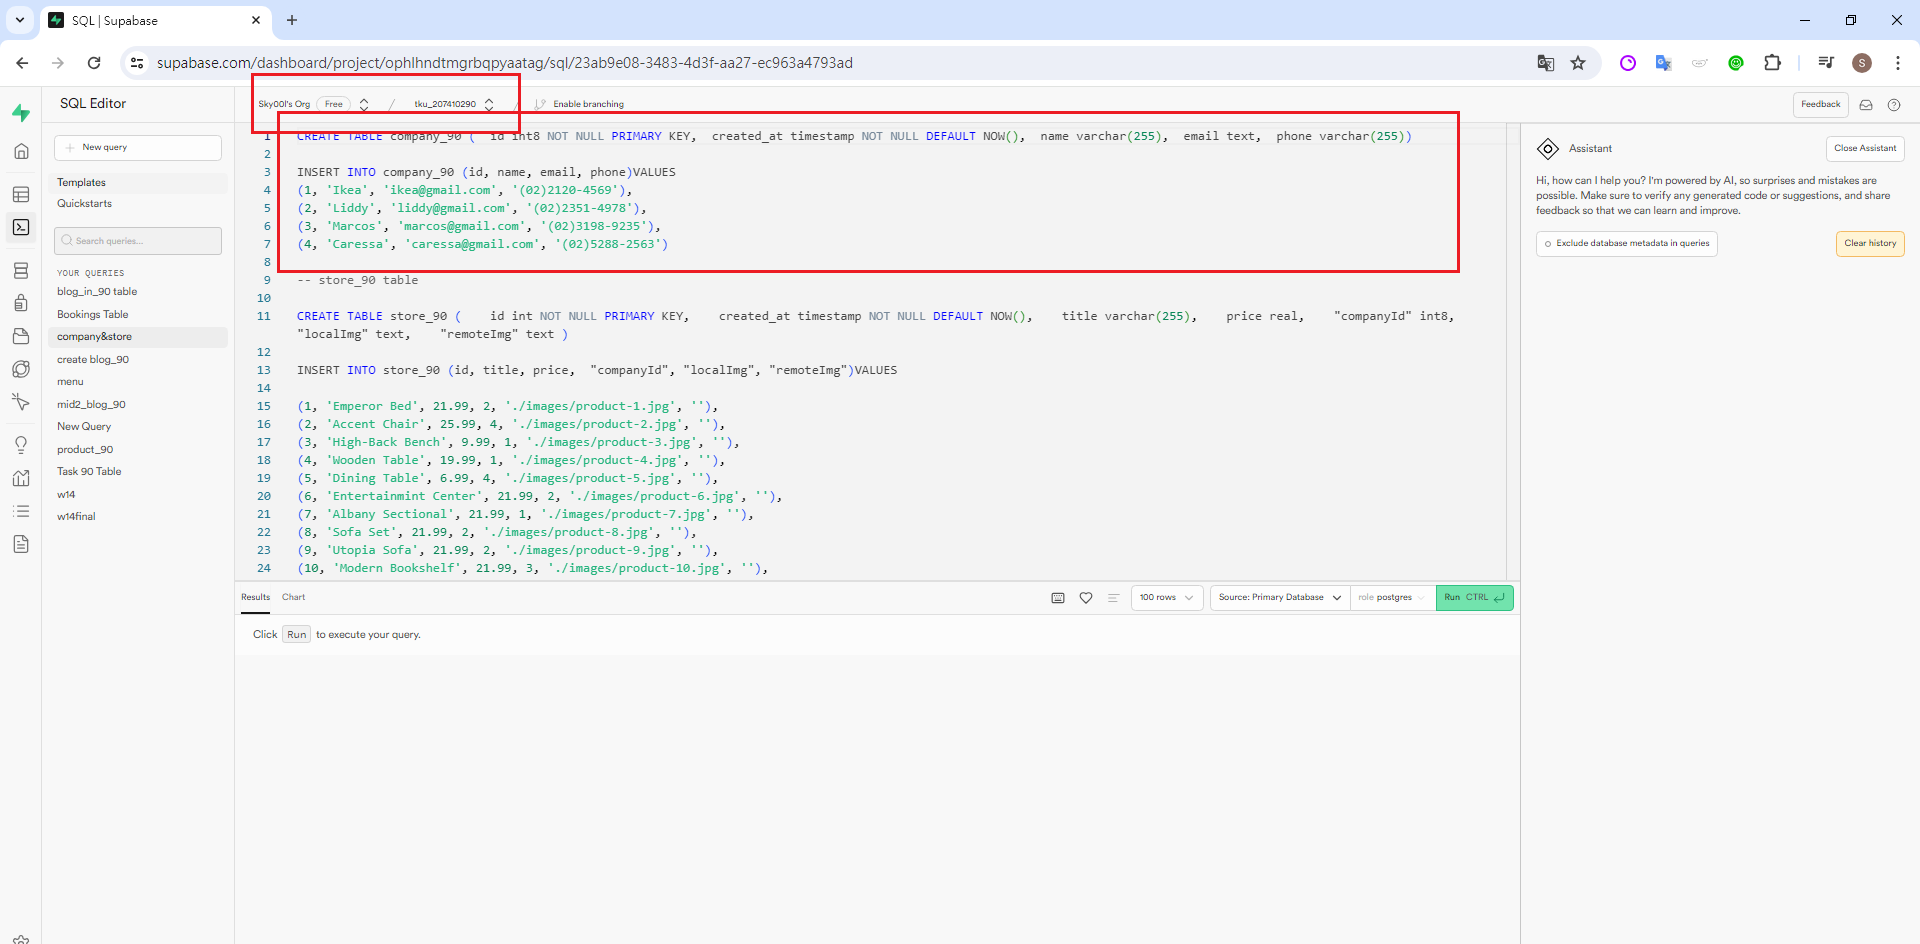 SQL | Supabase
supabase.com/dashboard/project/ophlhndtmgrbqpyaatag/sql/23ab9e08-3483-4d3f-aa27-ec963a4793ad
S
SQL Editor
Sky00l's Org Free / tku_207410290 / Enable branching
Feedback
New query
Templates
Quickstarts
Search queries...
YOUR QUERIES
blog_in_90 table
Bookings Table
company&store
create blog_90
menu
mid2_blog_90
New Query
product_90
Task 90 Table
w14
w14final
1 CREATE TABLE company_90 ( id int8 NOT NULL PRIMARY KEY, created_at timestamp NOT NULL DEFAULT NOW(), name varchar(255), email text, phone varchar(255))
2
3 INSERT INTO company_90 (id, name, email, phone)VALUES
4 (1, 'Ikea', 'ikea@gmail.com', '(02)2120-4569'),
5 (2, 'Liddy', 'liddy@gmail.com', '(02)2351-4978'),
6 (3, 'Marcos', 'marcos@gmail.com', '(02)3198-9235'),
7 (4, 'Caressa', 'caressa@gmail.com', '(02)5288-2563')
8
9 -- store_90 table
10
11 CREATE TABLE store_90 ( id int NOT NULL PRIMARY KEY, created_at timestamp NOT NULL DEFAULT NOW(), title varchar(255), price real, "companyId" int8,
"localImg" text, "remoteImg" text )
12
13 INSERT INTO store_90 (id, title, price, "companyId", "localImg", "remoteImg")VALUES
14
15 (1, 'Emperor Bed', 21.99, 2, './images/product-1.jpg', ''),
16 (2, 'Accent Chair', 25.99, 4, './images/product-2.jpg', ''),
17 (3, 'High-Back Bench', 9.99, 1, './images/product-3.jpg', ''),
18 (4, 'Wooden Table', 19.99, 1, './images/product-4.jpg', ''),
19 (5, 'Dining Table', 6.99, 4, './images/product-5.jpg', ''),
20 (6, 'Entertainmint Center', 21.99, 2, './images/product-6.jpg', ''),
21 (7, 'Albany Sectional', 21.99, 1, './images/product-7.jpg', ''),
22 (8, 'Sofa Set', 21.99, 2, './images/product-8.jpg', ''),
23 (9, 'Utopia Sofa', 21.99, 2, './images/product-9.jpg', ''),
24 (10, 'Modern Bookshelf', 21.99, 3, './images/product-10.jpg', ''),
Results Chart
100 rows
Source: Primary Database
role postgres
Run CTRL
Click Run to execute your query.
Assistant
Close Assistant
Hi, how can I help you? I'm powered by AI, so surprises and mistakes are
possible. Make sure to verify any generated code or suggestions, and share
feedback so that we can learn and improve.
Exclude database metadata in queries
Clear history